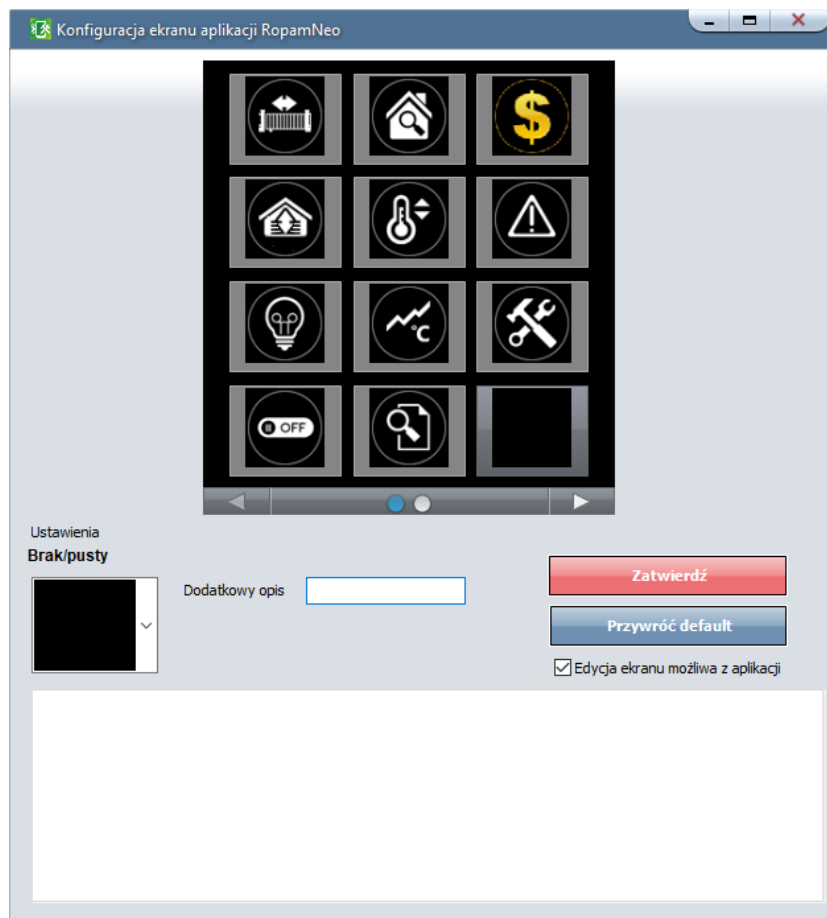 Konfiguracja ekranu aplikacji RopamNeo
$
°C
OFF
Ustawienia
Brak/pusty
Dodatkowy opis
Zatwierdź
Przywróć default
Edycja ekranu możliwa z aplikacji